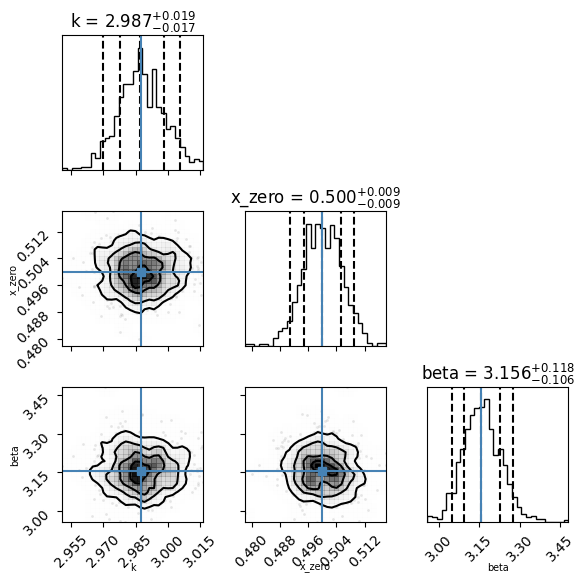 k = 2.987+0.019−0.017
x_zero = 0.500+0.009−0.009
x_zero
0.512
0.504
0.496
0.488
0.480
beta = 3.156+0.118−0.106
beta
3.45
3.30
3.15
3.00
2.955 2.970 2.985 3.000 3.015
k
0.480 0.488 0.496 0.504 0.512
x_zero
3.00 3.15 3.30 3.45
beta